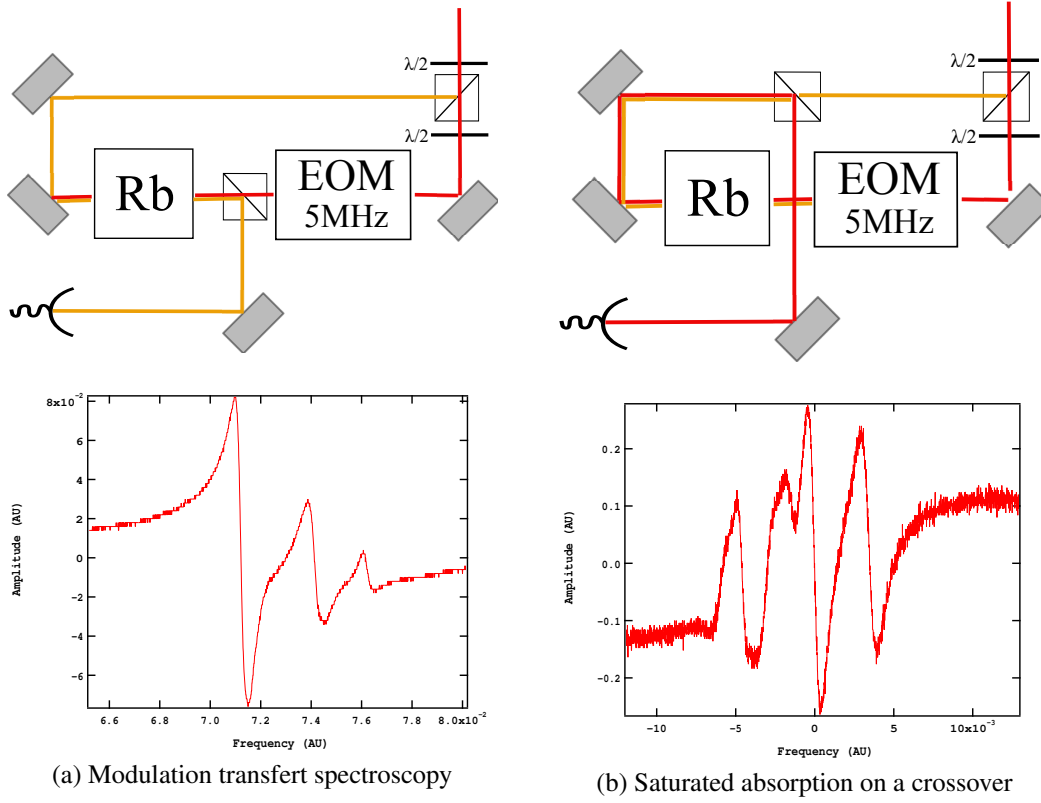 λ/2
λ/2
Rb
EOM
5MHz
λ/2
λ/2
Rb
EOM
5MHz
8x10-2
6
4
2
0
-2
-4
-6
Amplitude (AU)
6.6 6.8 7.0 7.2 7.4 7.6 7.8 8.0x10-2
Frequency (AU)
0.2
0.1
0.0
-0.1
-0.2
Amplitude (AU)
-10 -5 0 5 10x10-3
Frequency (AU)
(a) Modulation transfert spectroscopy
(b) Saturated absorption on a crossover